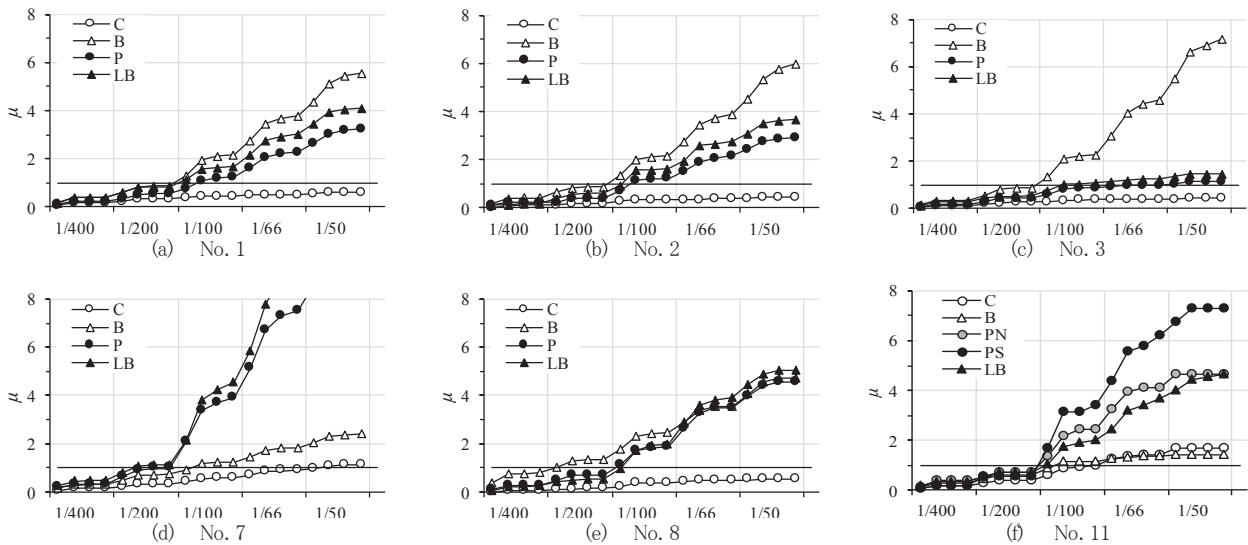 8
6
4
2
0
μ
C
B
P
LB
1/400 1/200 1/100 1/66 1/50
(a) No. 1
8
6
4
2
0
μ
C
B
P
LB
1/400 1/200 1/100 1/66 1/50
(b) No. 2
8
6
4
2
0
μ
C
B
P
LB
1/400 1/200 1/100 1/66 1/50
(c) No. 3
8
6
4
2
0
μ
C
B
P
LB
1/400 1/200 1/100 1/66 1/50
(d) No. 7
8
6
4
2
0
μ
C
B
P
LB
1/400 1/200 1/100 1/66 1/50
(e) No. 8
8
6
4
2
0
μ
C
B
PN
PS
LB
1/400 1/200 1/100 1/66 1/50
(f) No. 11